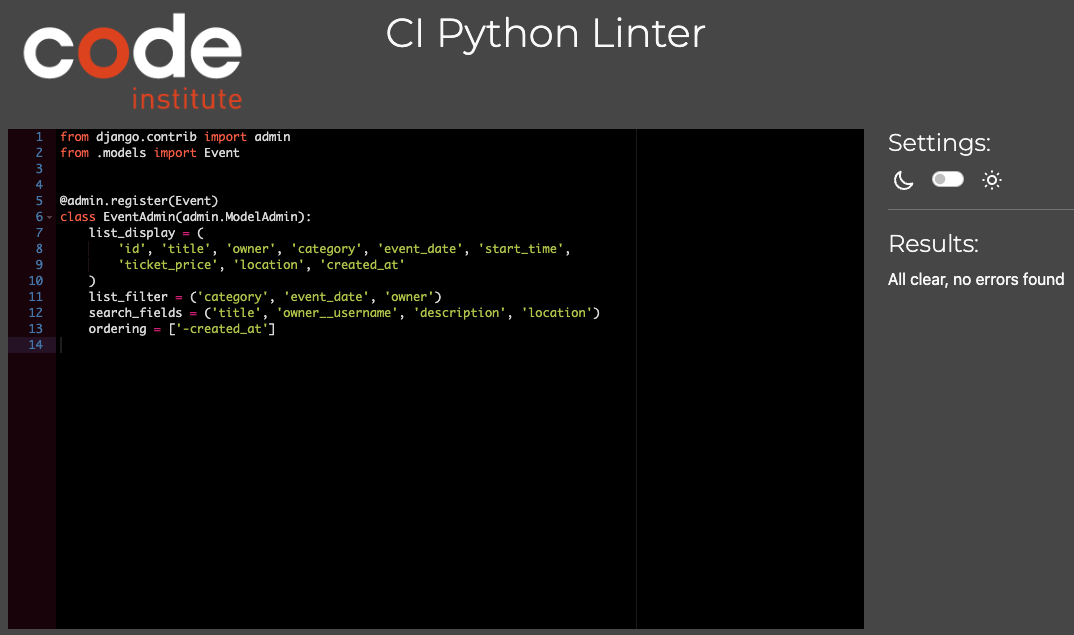 code
institute
CI Python Linter
1 from django.contrib import admin
2 from .models import Event
3
4
5 @admin.register(Event)
6 class EventAdmin(admin.ModelAdmin):
7     list_display = (
8         'id', 'title', 'owner', 'category', 'event_date', 'start_time',
9         'ticket_price', 'location', 'created_at'
10     )
11     list_filter = ('category', 'event_date', 'owner')
12     search_fields = ('title', 'owner__username', 'description', 'location')
13     ordering = ['-created_at']
14
Settings:
Results:
All clear, no errors found